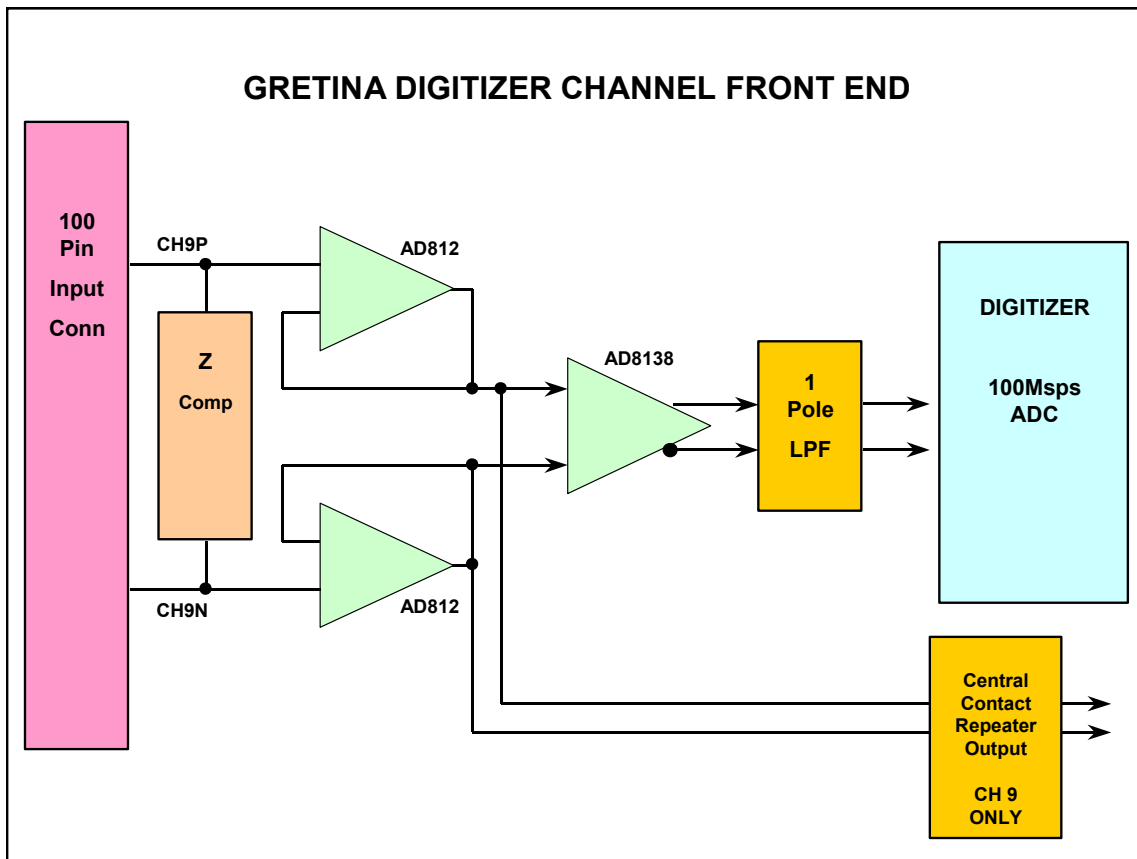 GRETINA DIGITIZER CHANNEL FRONT END
100
Pin
Input
Conn
CH9P
AD812
Z
Comp
CH9N
AD812
AD8138
1
Pole
LPF
DIGITIZER
100Msps
ADC
Central
Contact
Repeater
Output
CH 9
ONLY